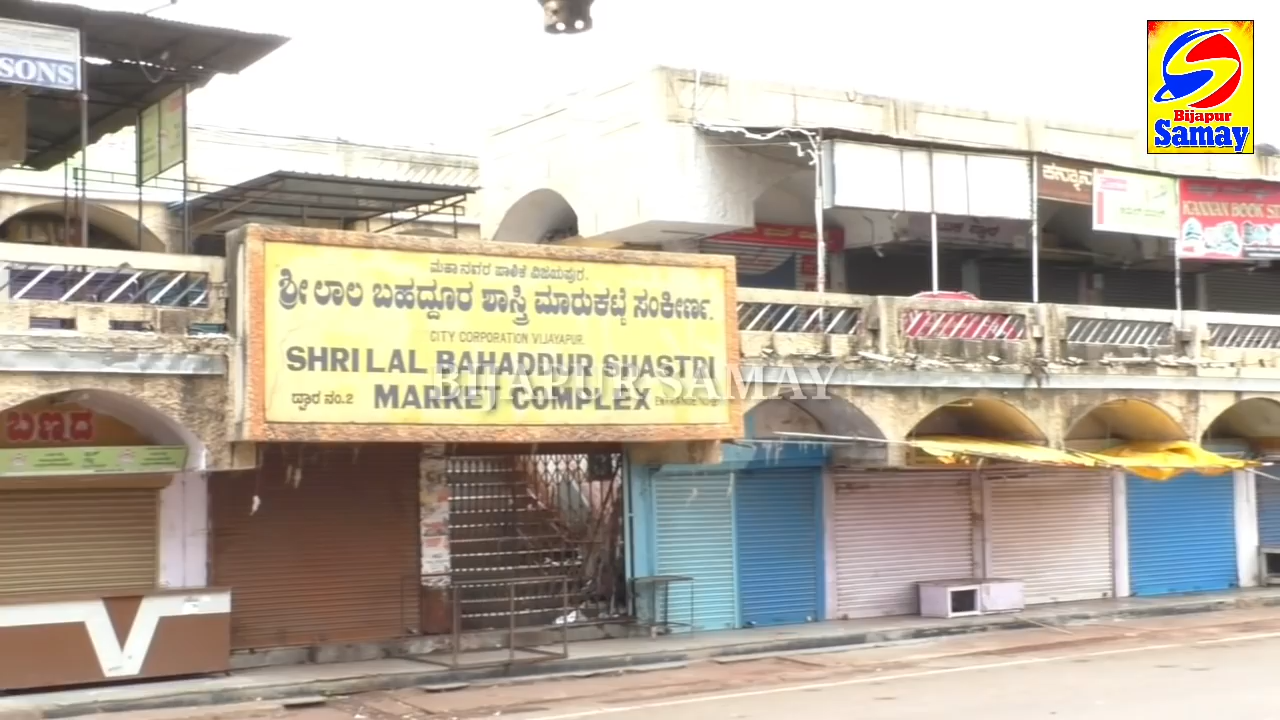 SONS
Bijapur
Samay
ಮಹಾನಗರ ಪಾಲಿಕೆ ವಿಜಯಪುರ.
ಶ್ರೀ ಲಾಲ ಬಹದ್ದೂರ ಶಾಸ್ತ್ರಿ ಮಾರುಕಟ್ಟೆ ಸಂಕೀರ್ಣ.
CITY CORPORATION VIJAYAPUR.
SHRI LAL BAHADDUR SHASTRI
ದ್ವಾರ ನಂ.2 MARKET COMPLEX
BIJAPUR SAMAY
KANNAN BOOK
ಬಣದ